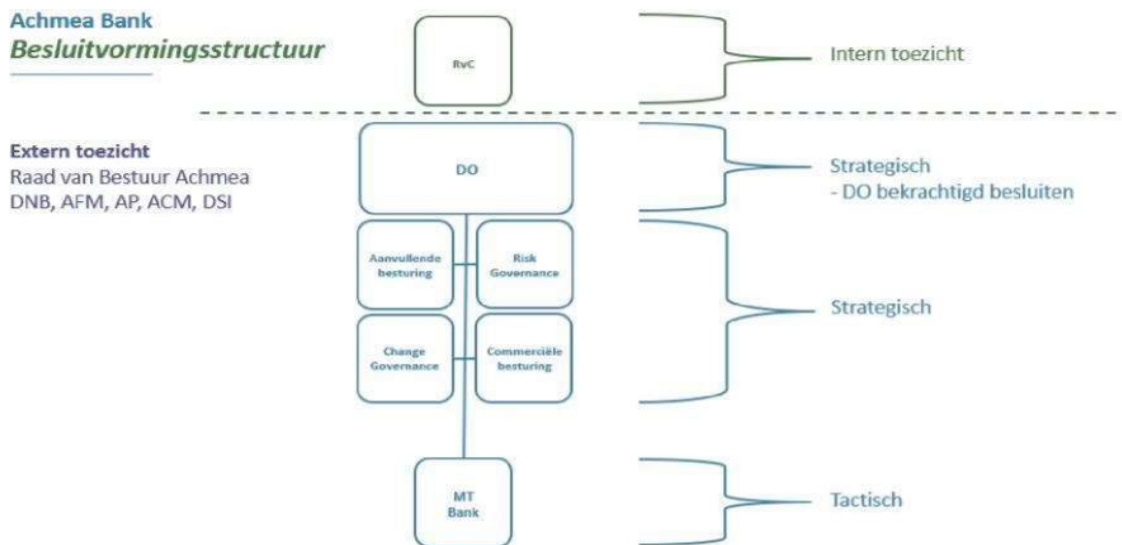 Achmea Bank
Besluitvormingsstructuur
RvC
Intern toezicht
Extern toezicht
Raad van Bestuur Achmea
DNB, AFM, AP, ACM, DSI
DO
Strategisch
- DO bekrachtigd besluiten
Aanvullende
besturing
Risk
Governance
Change
Governance
Commerciële
besturing
Strategisch
MT
Bank
Tactisch